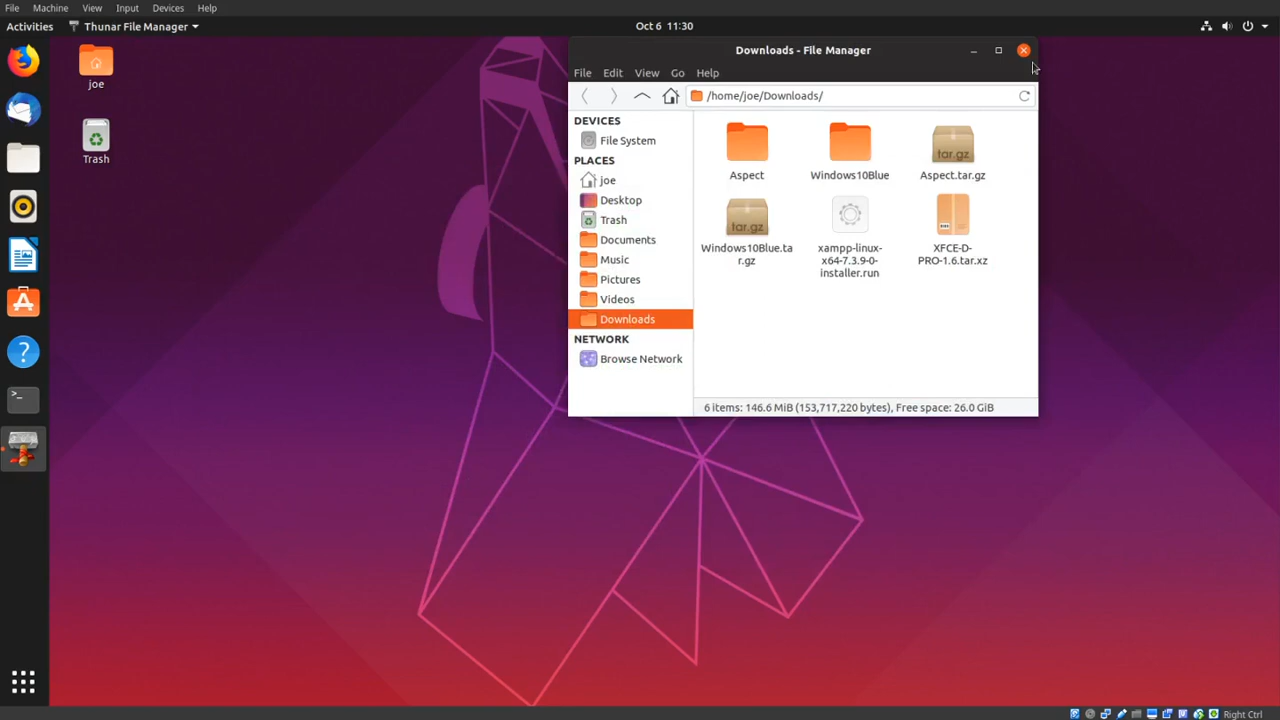 File Machine View Input Devices Help
Activities Thunar File Manager Oct 6 11:30
joe
Trash
Downloads - File Manager
File Edit View Go Help
/home/joe/Downloads/
DEVICES
File System
PLACES
joe
Desktop
Trash
Documents
Music
Pictures
Videos
Downloads
NETWORK
Browse Network
tar.gz
Aspect Windows10Blue Aspect.tar.gz
tar.gz
Windows10Blue.ta
r.gz
xampp-linux-
x64-7.3.9-0-
installer.run
XFCE-D-
PRO-1.6.tar.xz
6 items: 146.6 MiB (153,717,220 bytes), Free space: 26.0 GiB
>_
Right Ctrl